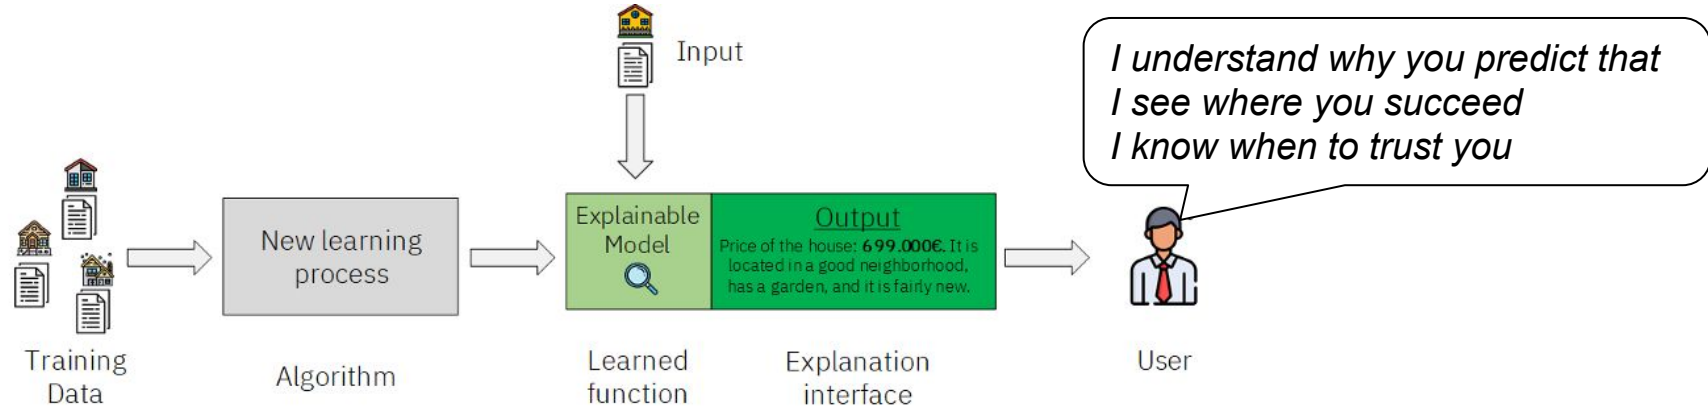 Input
I understand why you predict that
I see where you succeed
I know when to trust you
New learning
process
Explainable
Model
Output
Price of the house: 699.000€. It is
located in a good neighborhood,
has a garden, and it is fairly new.
Training
Data
Algorithm
Learned
function
Explanation
interface
User